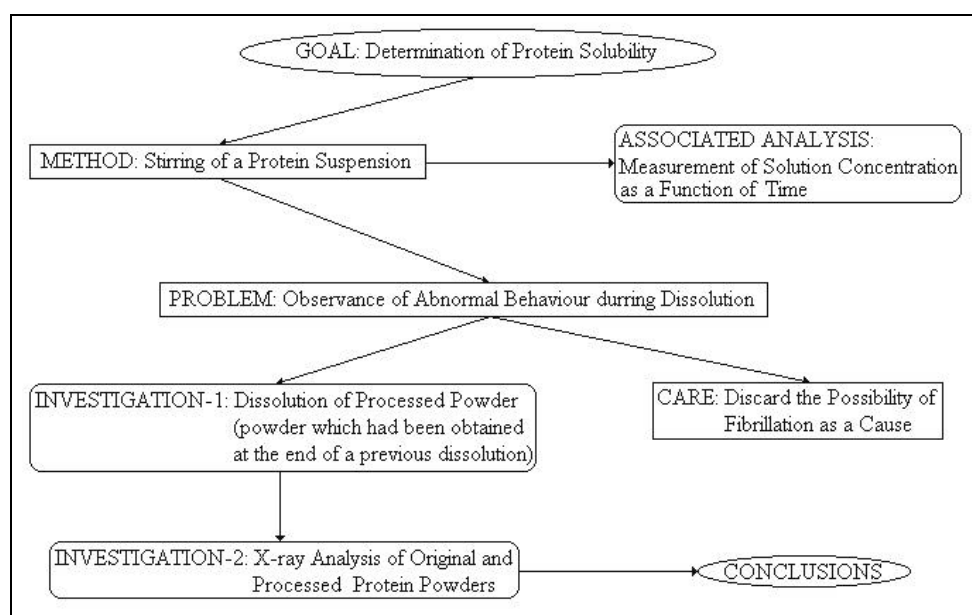 GOAL: Determination of Protein Solubility
METHOD: Stirring of a Protein Suspension
ASSOCIATED ANALYSIS:
Measurement of Solution Concentration
as a Function of Time
PROBLEM: Observance of Abnormal Behaviour durring Dissolution
INVESTIGATION-1: Dissolution of Processed Powder
(powder which had been obtained
at the end of a previous dissolution)
CARE: Discard the Possibility of
Fibrillation as a Cause
INVESTIGATION-2: X-ray Analysis of Original and
Processed Protein Powders
CONCLUSIONS